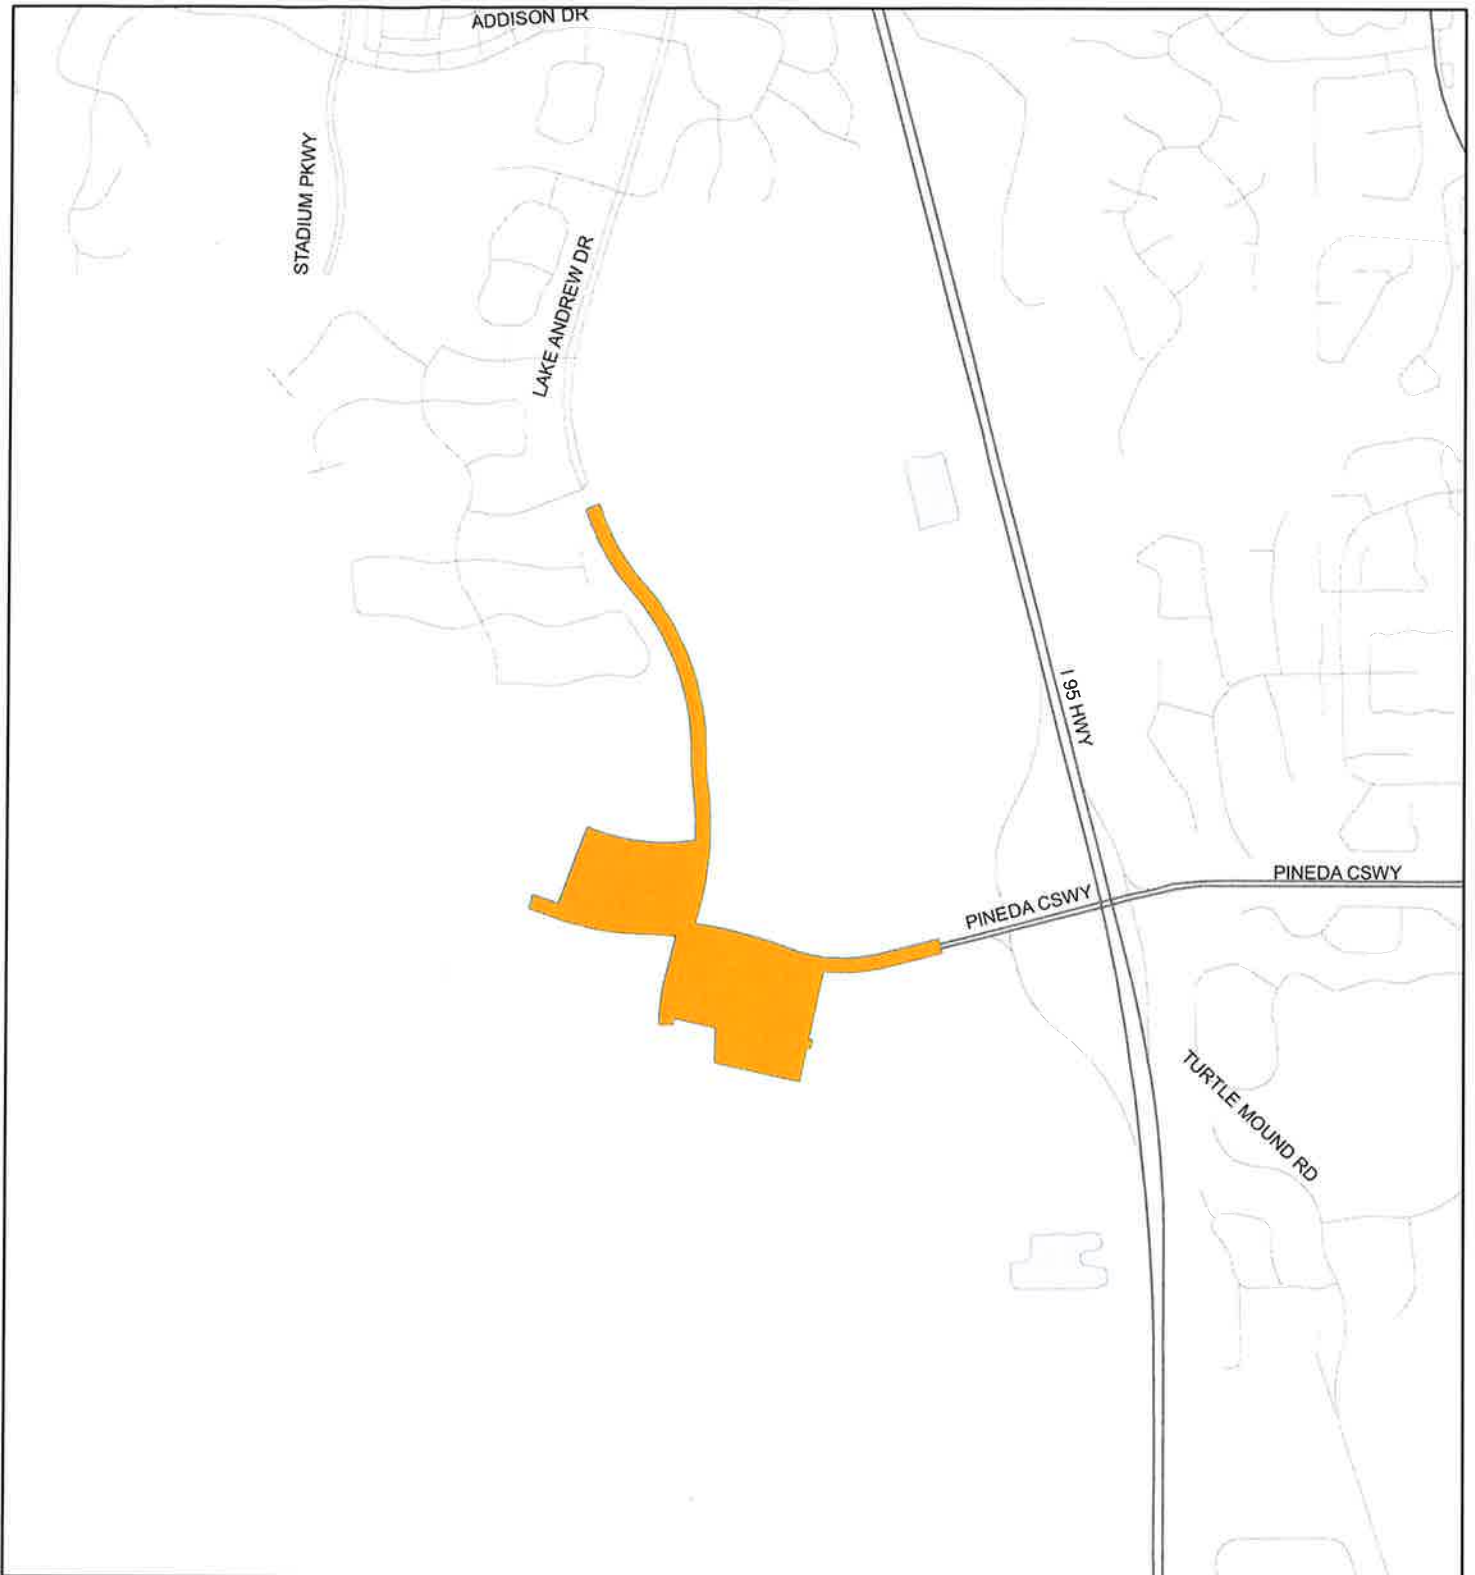 ADDISON DR
STADIUM PKWY
LAKE ANDREW DR
I 95 HWY
PINEDA CSWY
PINEDA CSWY
TURTLE MOUND RD